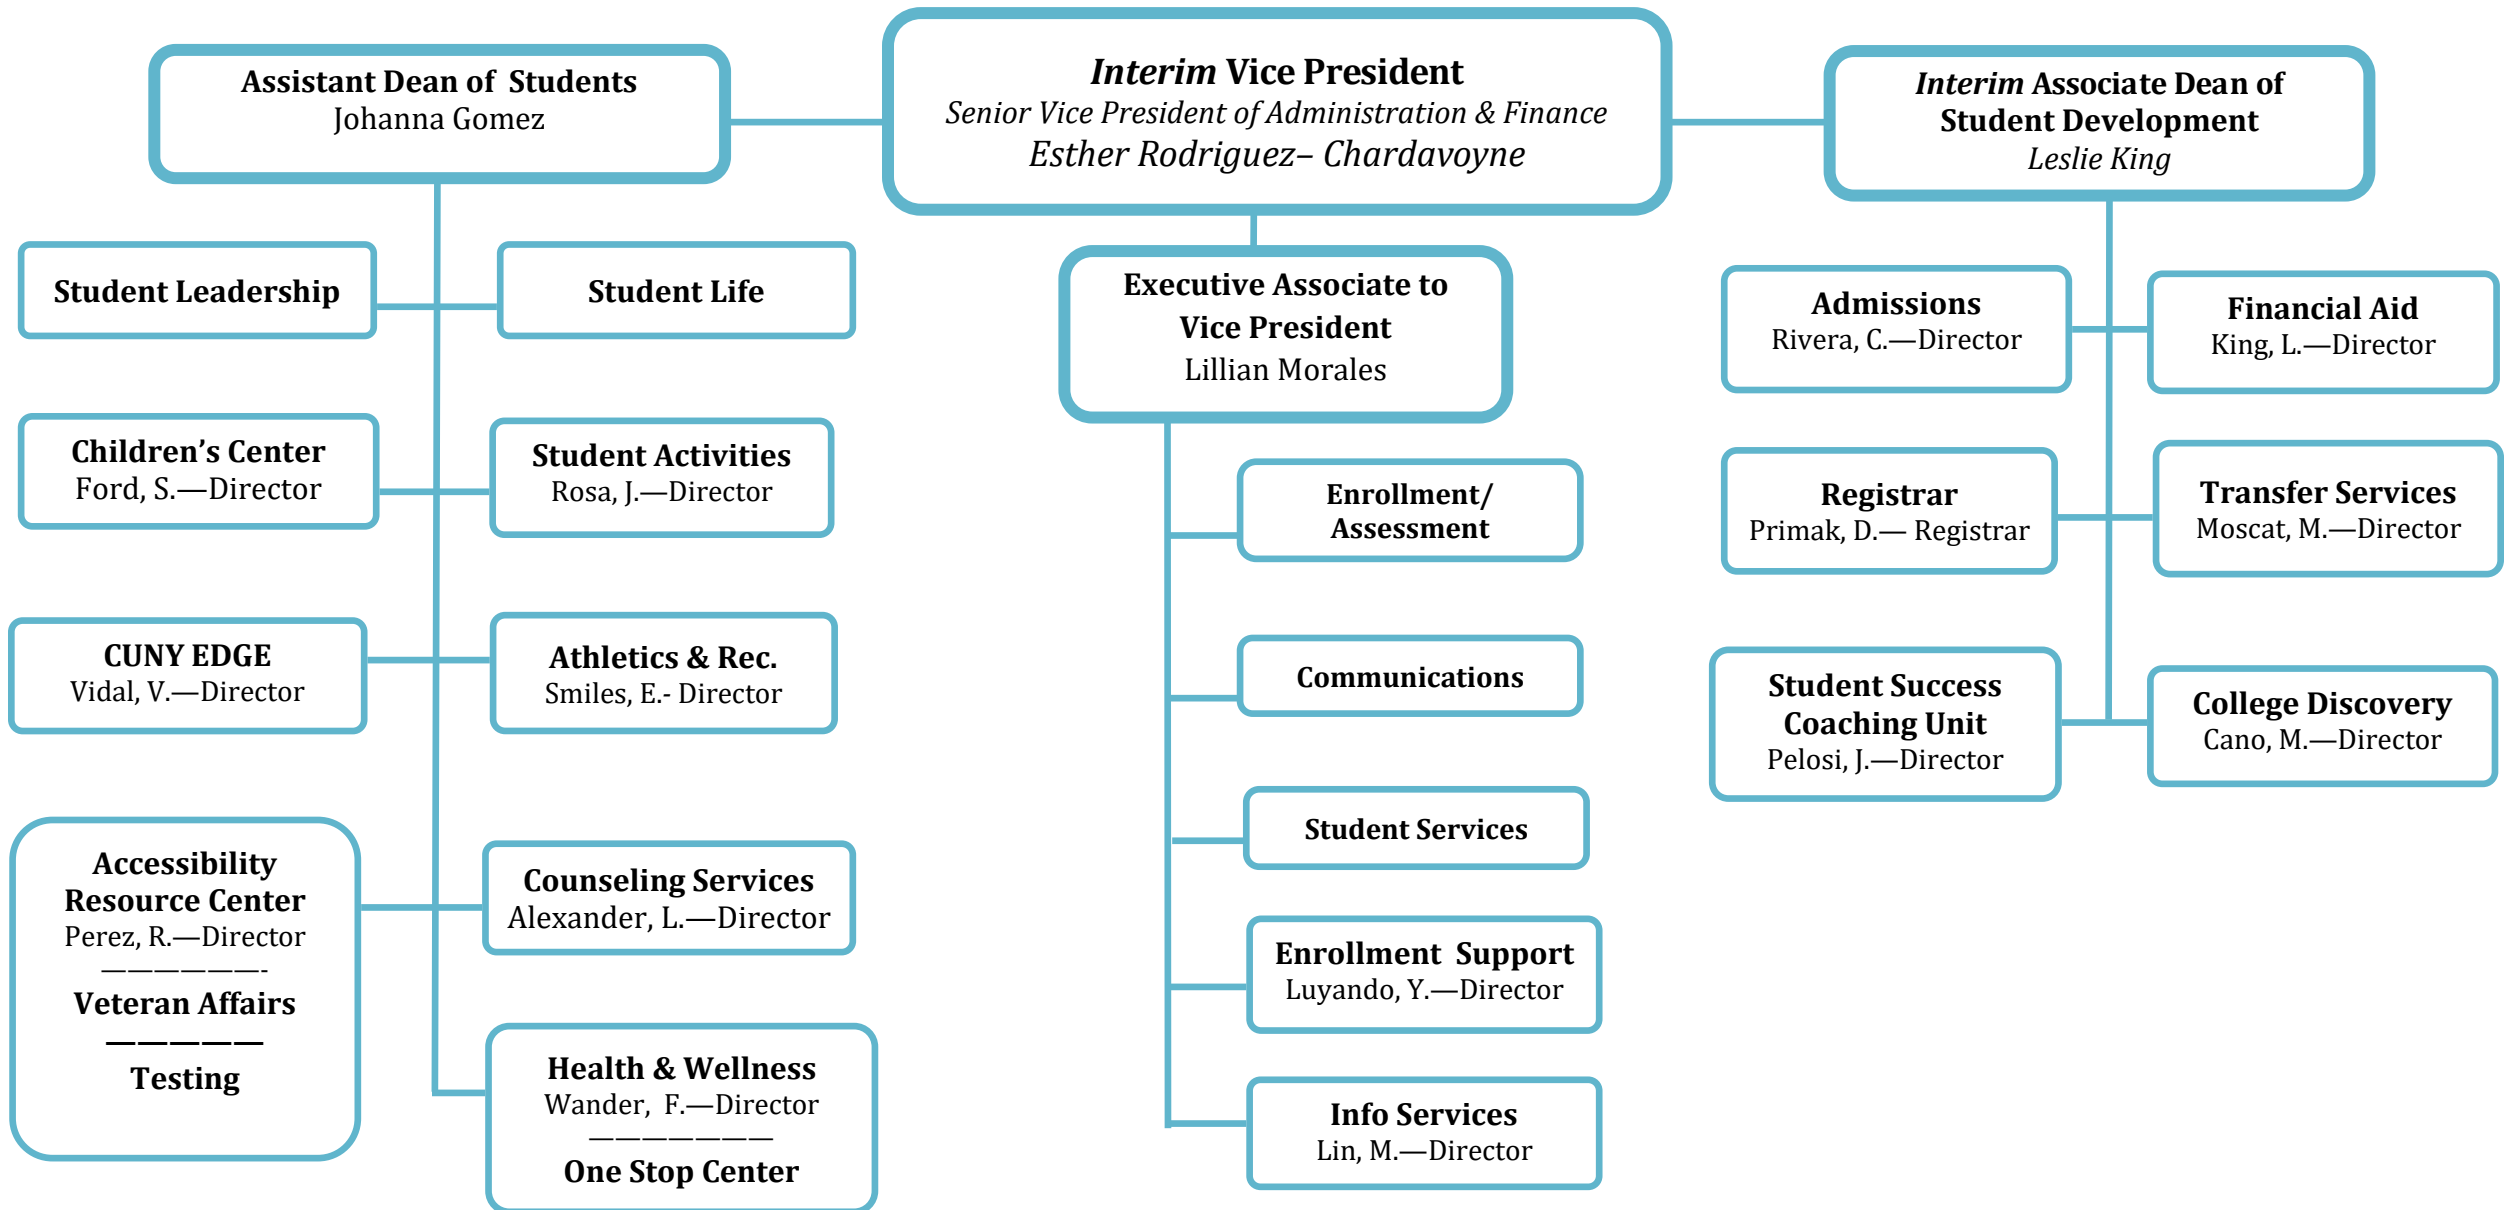 Assistant Dean of  Students
Johanna Gomez
Interim Vice President
Senior Vice President of Administration & Finance
Esther Rodriguez– Chardavoyne
Interim Associate Dean of
Student Development
Leslie King
Student Leadership
Student Life
Children’s Center
Ford, S.—Director
Student Activities
Rosa, J.—Director
CUNY EDGE
Vidal, V.—Director
Athletics & Rec.
Smiles, E.- Director
Accessibility
Resource Center
Perez, R.—Director
——————-
Veteran Affairs
—————
Testing
Counseling Services
Alexander, L.—Director
Health & Wellness
Wander,  F.—Director
———————
One Stop Center
Executive Associate to
Vice President
Lillian Morales
Enrollment/
Assessment
Communications
Student Services
Enrollment  Support
Luyando, Y.—Director
Info Services
Lin, M.—Director
Admissions
Rivera, C.—Director
Financial Aid
King, L.—Director
Registrar
Primak, D.— Registrar
Transfer Services
Moscat, M.—Director
Student Success
Coaching Unit
Pelosi, J.—Director
College Discovery
Cano, M.—Director